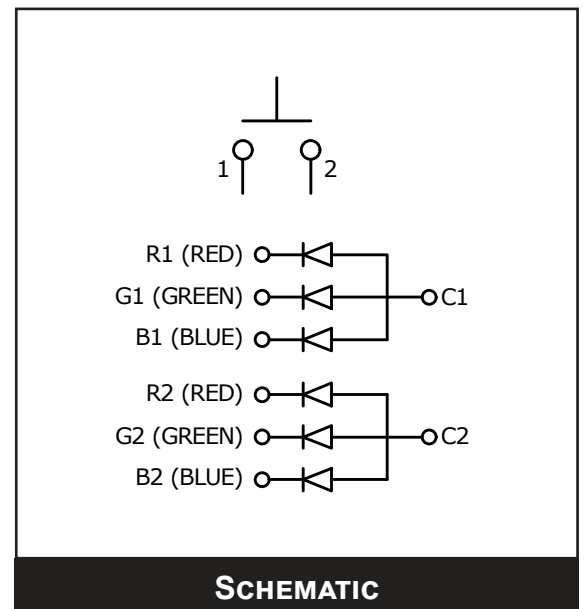 1 2
R1 (RED)
G1 (GREEN) C1
B1 (BLUE)
R2 (RED)
G2 (GREEN) C2
B2 (BLUE)
SCHEMATIC